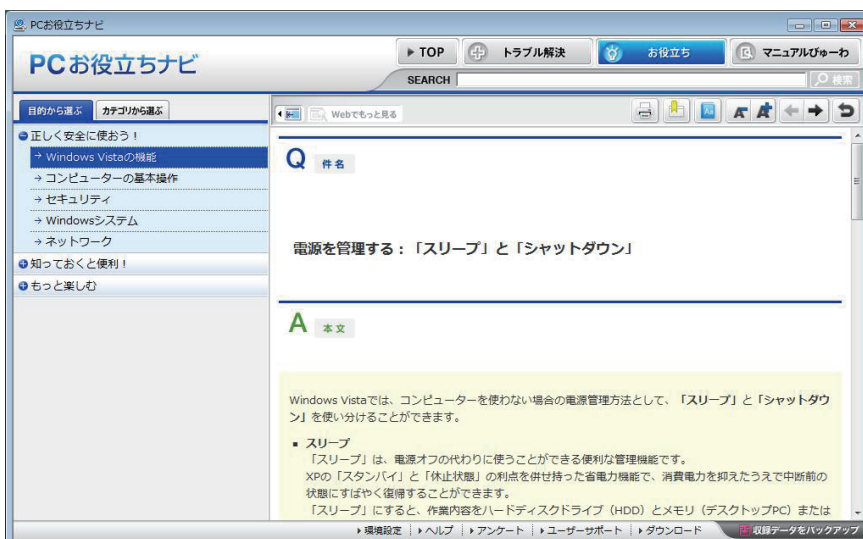 PCお役立ちナビ
PCお役立ちナビ
TOP
トラブル解決
お役立ち
マニュアルびゅーわ
SEARCH
検索
目的から選ぶ
カテゴリから選ぶ
Webでもっと見る
正しく安全に使おう！
→ Windows Vistaの機能
→ コンピューターの基本操作
→ セキュリティ
→ Windowsシステム
→ ネットワーク
知っておくと便利！
もっと楽しむ
Q 件名
電源を管理する：「スリープ」と「シャットダウン」
A 本文
Windows Vistaでは、コンピューターを使わない場合の電源管理方法として、「スリープ」と「シャットダウ
ン」を使い分けることができます。
■ スリープ
「スリープ」は、電源オフの代わりに使うことができる便利な管理機能です。
XPの「スタンバイ」と「休止状態」の利点を併せ持った省電力機能で、消費電力を抑えたうえで中断前の
状態にすばやく復帰することができます。
「スリープ」にすると、作業内容をハードディスクドライブ（HDD）とメモリ（デスクトップPC）または
環境設定
ヘルプ
アンケート
ユーザーサポート
ダウンロード
収録データをバックアップ